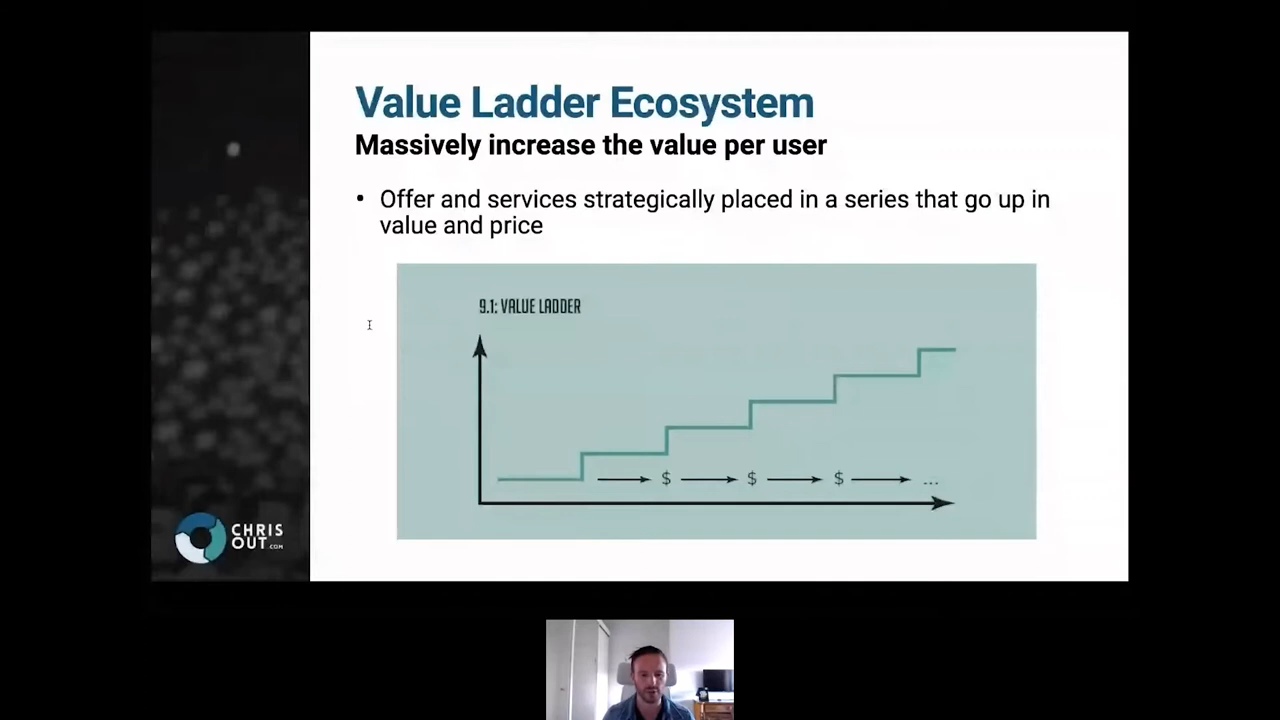 Value Ladder Ecosystem
Massively increase the value per user
• Offer and services strategically placed in a series that go up in
value and price
9.1: VALUE LADDER
$ $ $ ...
CHRIS
OUT.COM